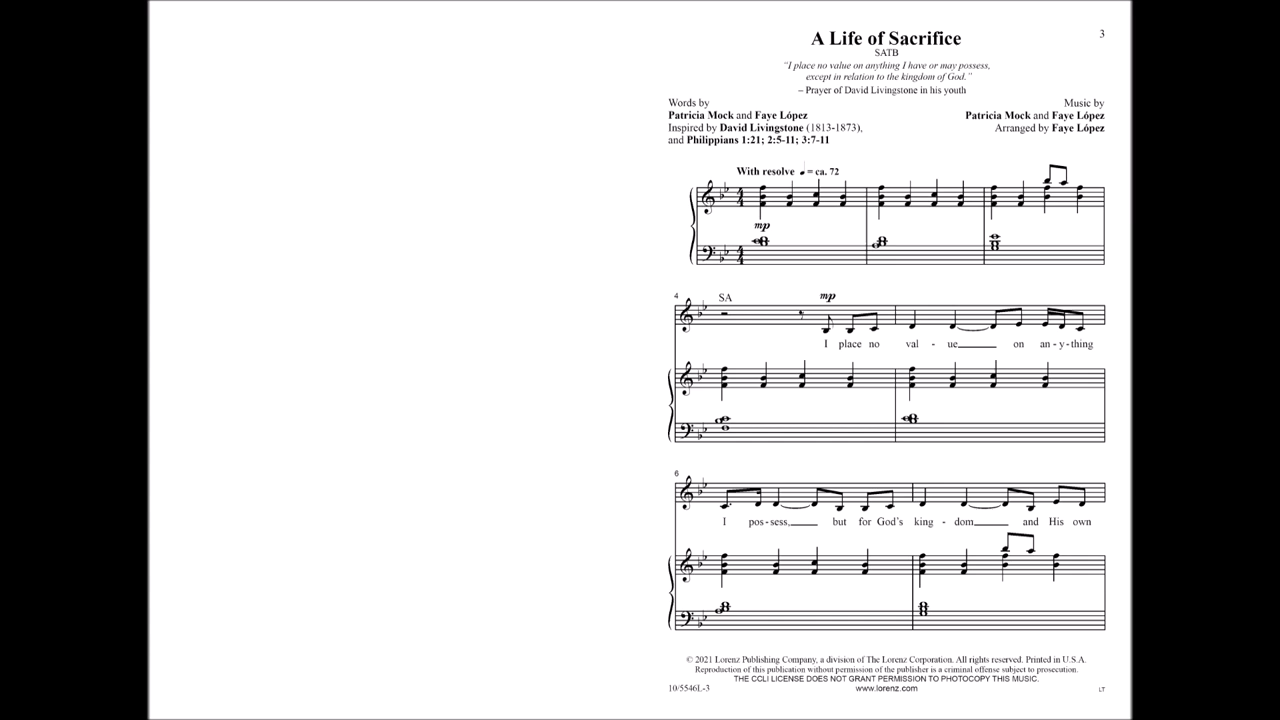 3
A Life of Sacrifice
SATB
“I place no value on anything I have or may possess,
except in relation to the kingdom of God.”
– Prayer of David Livingstone in his youth
Words by
Patricia Mock and Faye López
Inspired by David Livingstone (1813-1873),
and Philippians 1:21; 2:5-11; 3:7-11
Music by
Patricia Mock and Faye López
Arranged by Faye López
With resolve ♩ = ca. 72
mp
4
SA
mp
I place no val - ue____ on an - y - thing
6
I pos - sess,____ but for God’s king - dom____ and His own
© 2021 Lorenz Publishing Company, a division of The Lorenz Corporation. All rights reserved. Printed in U.S.A.
Reproduction of this publication without permission of the publisher is a criminal offense subject to prosecution.
THE CCLI LICENSE DOES NOT GRANT PERMISSION TO PHOTOCOPY THIS MUSIC.
10/5546L-3
www.lorenz.com
LT